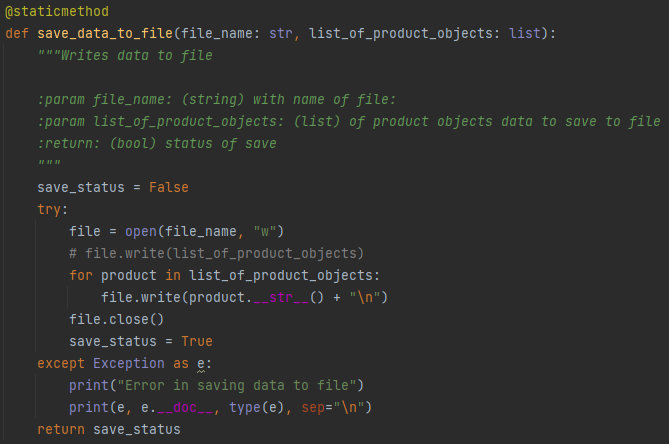 @staticmethod
def save_data_to_file(file_name: str, list_of_product_objects: list):
    """Writes data to file

    :param file_name: (string) with name of file:
    :param list_of_product_objects: (list) of product objects data to save to file
    :return: (bool) status of save
    """
    save_status = False
    try:
        file = open(file_name, "w")
        # file.write(list_of_product_objects)
        for product in list_of_product_objects:
            file.write(product.__str__() + "\n")
        file.close()
        save_status = True
    except Exception as e:
        print("Error in saving data to file")
        print(e, e.__doc__, type(e), sep="\n")
    return save_status